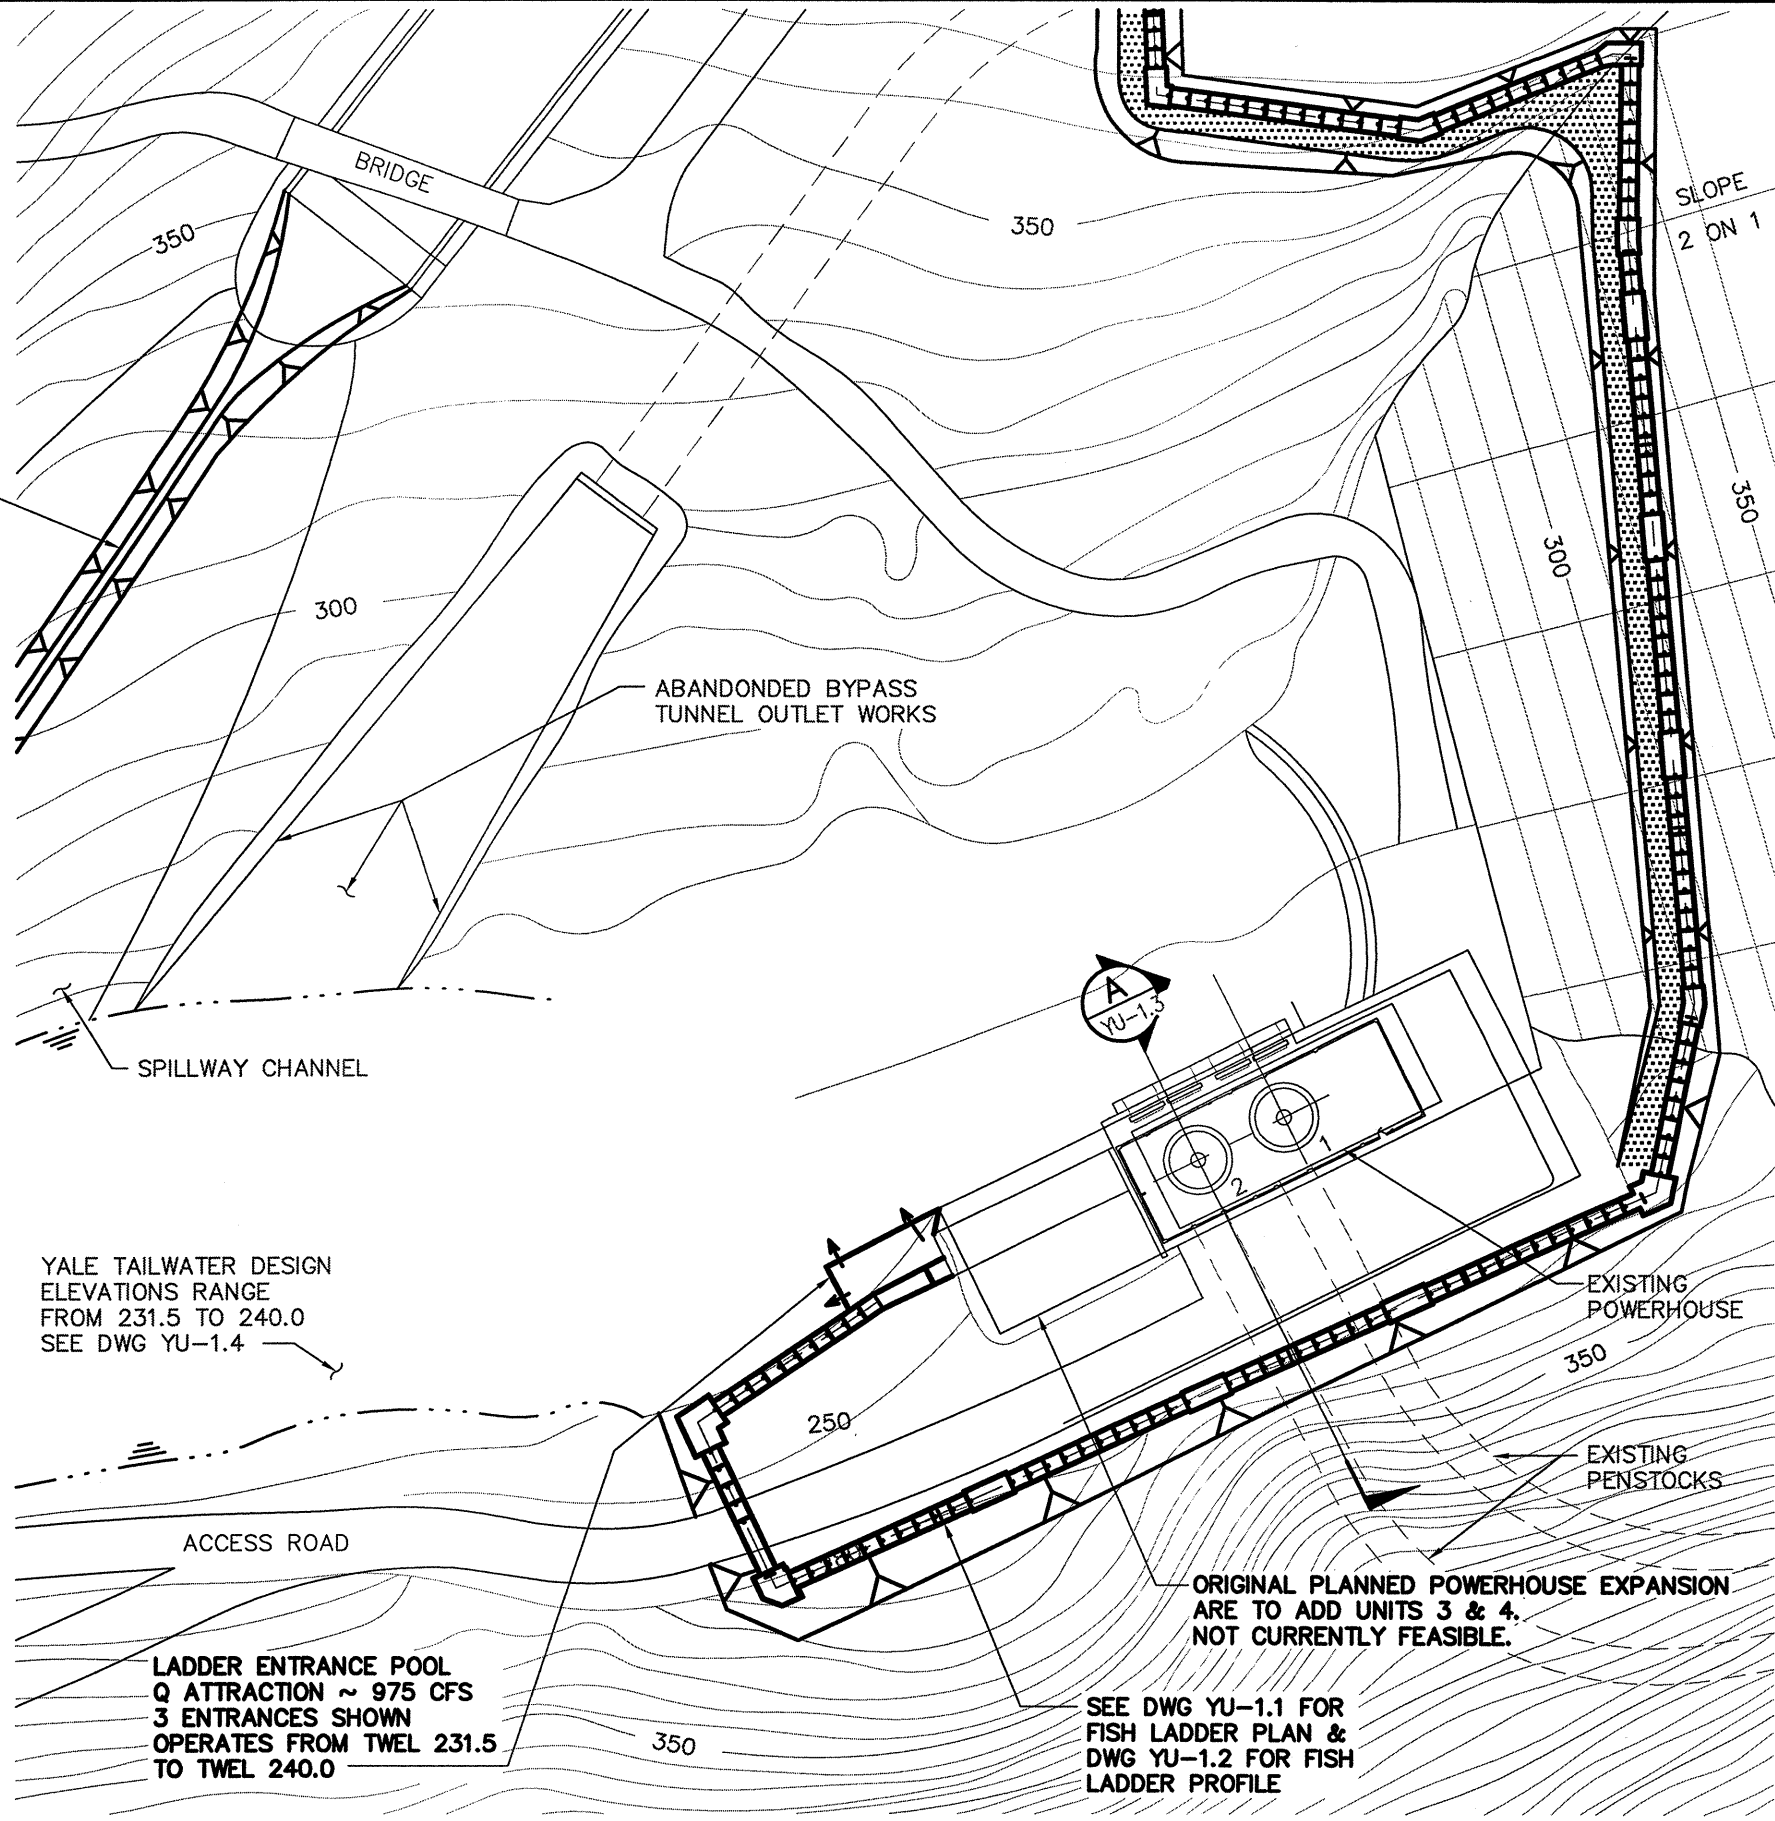 BRIDGE
350
350
SLOPE
2 ON 1
350
300
300
ABANDONDED BYPASS
TUNNEL OUTLET WORKS
A
YU-1.3
SPILLWAY CHANNEL
1
2
YALE TAILWATER DESIGN
ELEVATIONS RANGE
FROM 231.5 TO 240.0
SEE DWG YU-1.4
EXISTING
POWERHOUSE
350
250
EXISTING
PENSTOCKS
ACCESS ROAD
ORIGINAL PLANNED POWERHOUSE EXPANSION
ARE TO ADD UNITS 3 & 4.
NOT CURRENTLY FEASIBLE.
LADDER ENTRANCE POOL
Q ATTRACTION ~ 975 CFS
3 ENTRANCES SHOWN
OPERATES FROM TWEL 231.5
TO TWEL 240.0
350
SEE DWG YU-1.1 FOR
FISH LADDER PLAN &
DWG YU-1.2 FOR FISH
LADDER PROFILE